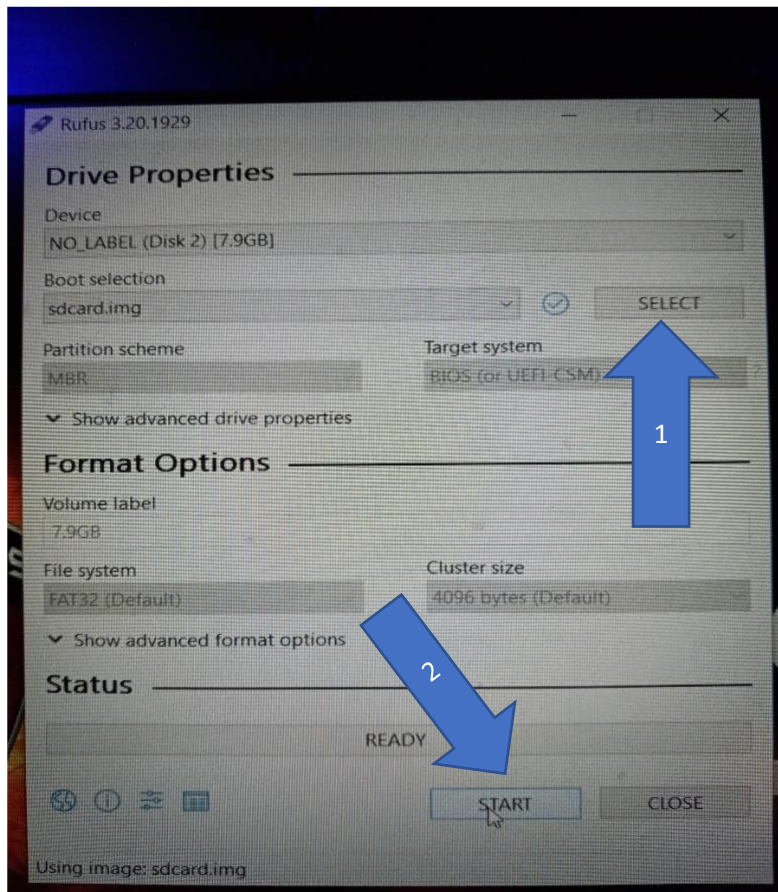 Rufus 3.20.1929
Drive Properties
Device
NO_LABEL (Disk 2) [7.9GB]
Boot selection
sdcard.img
SELECT
Partition scheme
Target system
MBR
BIOS (or UEFI-CSM)
?
Show advanced drive properties
1
Format Options
Volume label
7.9GB
File system
Cluster size
FAT32 (Default)
4096 bytes (Default)
Show advanced format options
2
Status
READY
START
CLOSE
Using image: sdcard.img